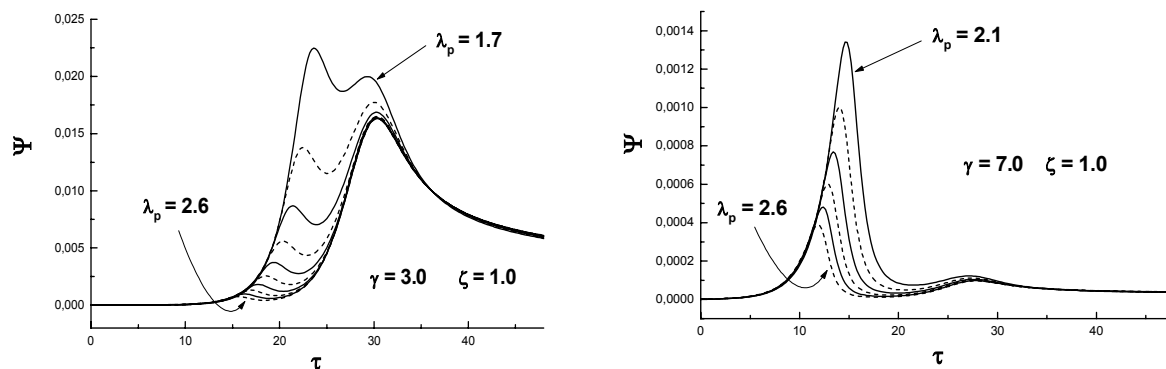 0,025
0,020
0,015
0,010
0,005
0,000
Ψ
λp = 1.7
λp = 2.6
γ = 3.0 ζ = 1.0
0 10 20 30 40
τ
0,0014
0,0012
0,0010
0,0008
0,0006
0,0004
0,0002
0,0000
Ψ
λp = 2.1
γ = 7.0 ζ = 1.0
λp = 2.6
0 10 20 30 40
τ